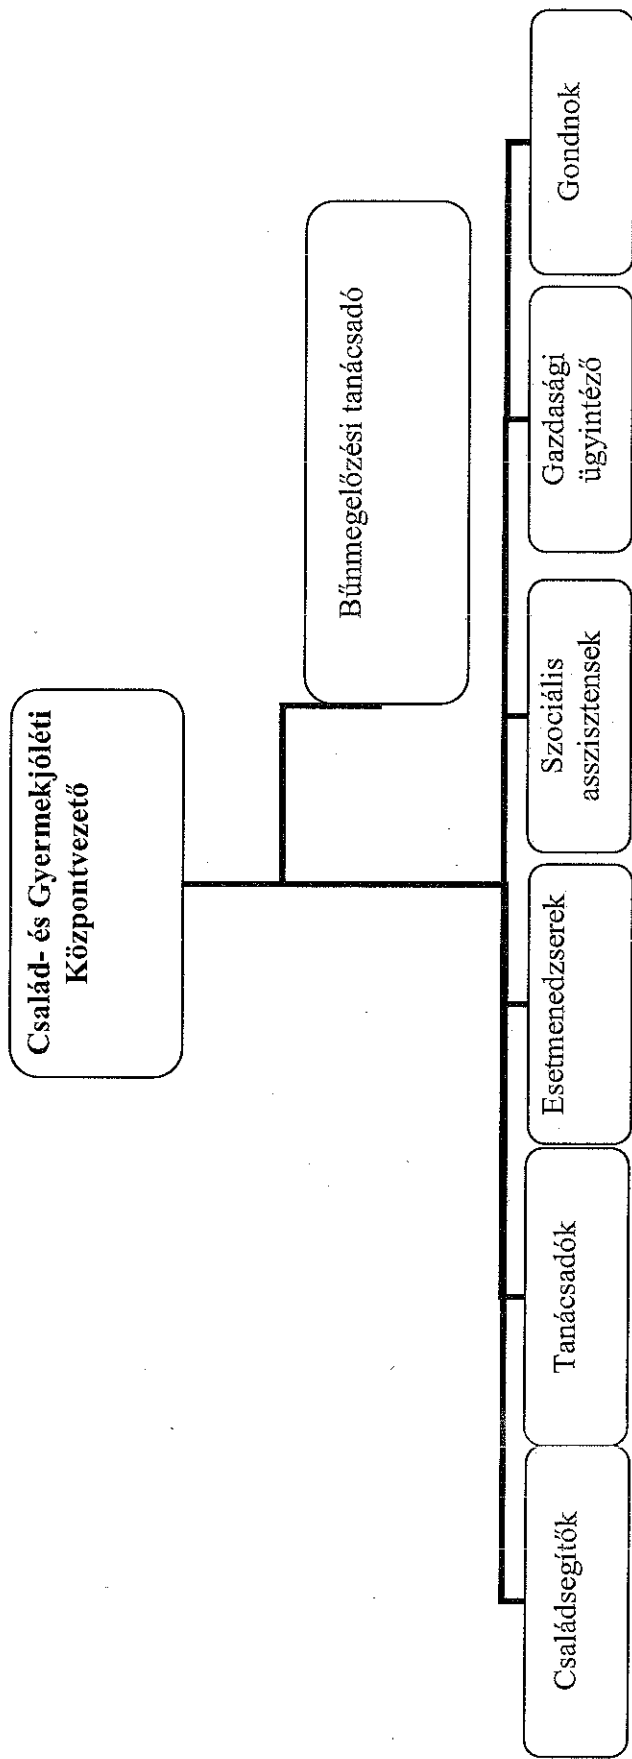 Család- és Gyermekjóléti
Központvezető
Bűnmegelőzési tanácsadó
Családsegítők
Tanácsadók
Esetmenedzserek
Szociális
asszisztensek
Gazdasági
ügyintéző
Gondnok